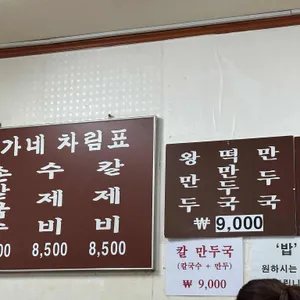 가네 차림표
수제비
칼제비
00 8,500 8,500
왕만두국
떡만두국
만두국
₩ 9,000
칼 만두국
(칼국수 + 만두)
₩ 9,000
'밥'
원하시는